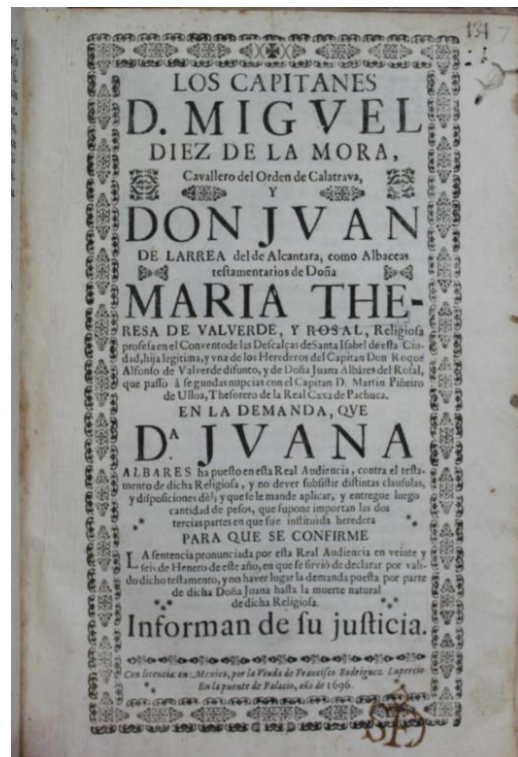 134
LOS CAPITANES
D. MIGVEL
DIEZ DE LA MORA,
Cavallero del Orden de Calatrava,
Y
DON JVAN
DE LARREA del de Alcantara, como Albaceas
testamentarios de Doña
MARIA THE-
RESA DE VALVERDE, Y ROSAL, Religiosa
profesa en el Convento de las Descalças de Santa Isabel de esta Ciu-
dad, hija legitima, y vna de los Herederos del Capitan Don Roque
Alfonso de Valverde difunto, y de Doña Juana Albàres del Rosal,
que passò à segundas nupcias con el Capitan D. Martin Piñeiro
de Ulloa, Thesorero de la Real Caxa de Pachuca.
EN LA DEMANDA, QVE
D.A JVANA
ALBARES ha puesto en esta Real Audiencia, contra el testa-
mento de dicha Religiosa, y no dever subsistir distintas clausulas,
y disposiciones dèl; y que se le mande aplicar, y entregue luego
cantidad de pesos, que supone importan las dos
tercias partes en que fue instituida heredera
PARA QUE SE CONFIRME
LA sentencia pronunciada por esta Real Audiencia en veinte y
seis de Henero de este año, en que se sirviò de declarar por vali-
do dicho testamento, y no haver lugar la demanda puesta por parte
de dicha Doña Juana hasta la muerte natural
de dicha Religiosa.
Informan de su justicia.
Con licencia: en Mexico, por la Viuda de Francisco Rodriguez Lupercio
En la puente de Palacio, año de 1696.